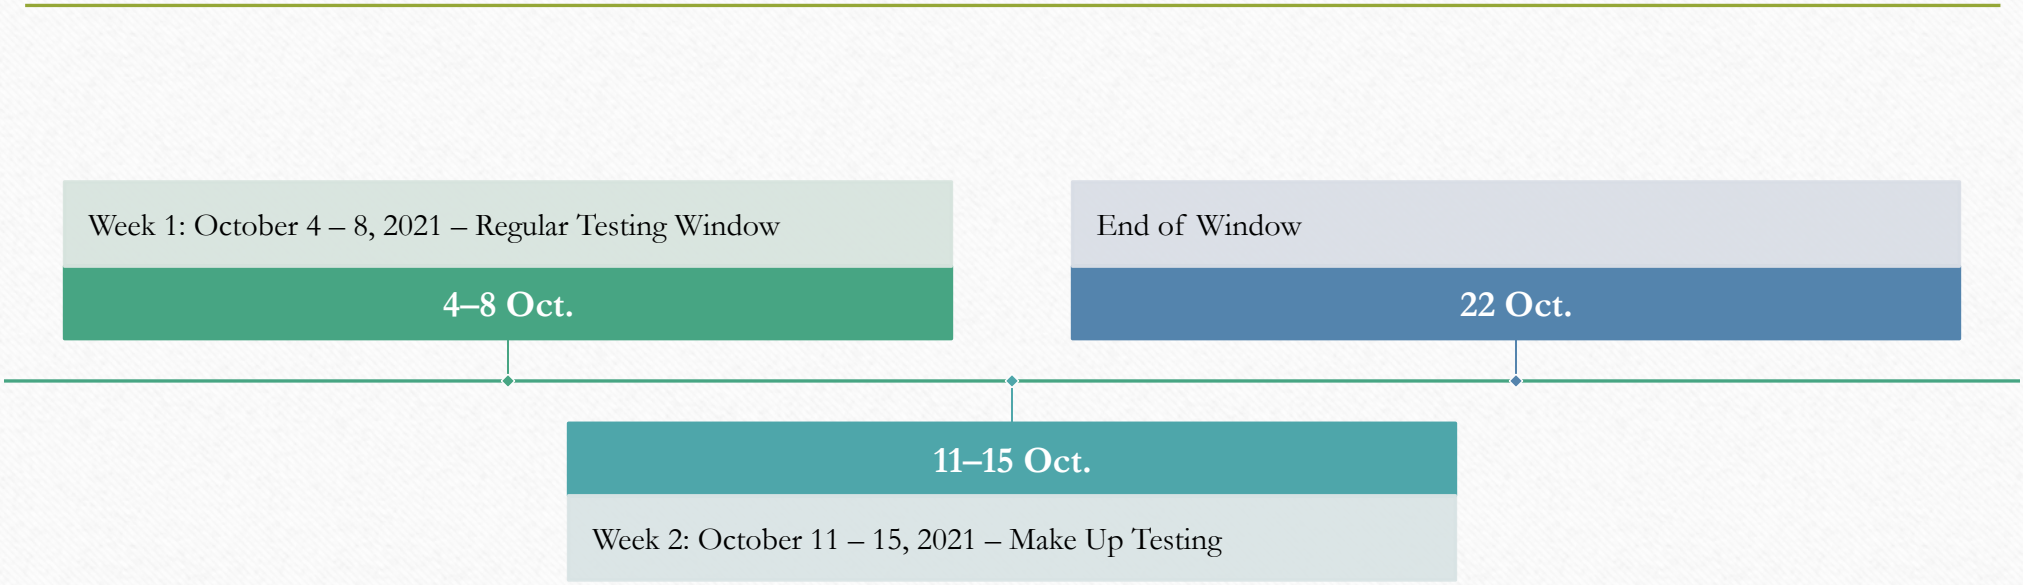 Week 1: October 4 – 8, 2021 – Regular Testing Window
4–8 Oct.
End of Window
22 Oct.
11–15 Oct.
Week 2: October 11 – 15, 2021 – Make Up Testing